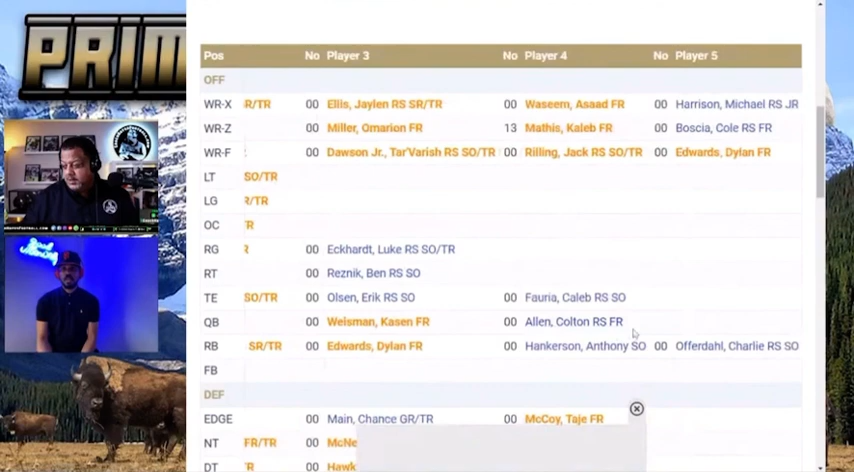 PRIM
Good Morning
Pos No Player 3 No Player 4 No Player 5
OFF
WR-X R/TR 00 Ellis, Jaylen RS SR/TR 00 Waseem, Asaad FR 00 Harrison, Michael RS JR
WR-Z 00 Miller, Omarion FR 13 Mathis, Kaleb FR 00 Boscia, Cole RS FR
WR-F 00 Dawson Jr., Tar'Varish RS SO/TR 00 Rilling, Jack RS SO/TR 00 Edwards, Dylan FR
LT SO/TR
LG R/TR
OC TR
RG R 00 Eckhardt, Luke RS SO/TR
RT 00 Reznik, Ben RS SO
TE SO/TR 00 Olsen, Erik RS SO 00 Fauria, Caleb RS SO
QB 00 Weisman, Kasen FR 00 Allen, Colton RS FR
RB SR/TR 00 Edwards, Dylan FR 00 Hankerson, Anthony SO 00 Offerdahl, Charlie RS SO
FB
DEF
EDGE 00 Main, Chance GR/TR 00 McCoy, Taje FR
NT FR/TR 00 McNe
DT TR 00 Hawk